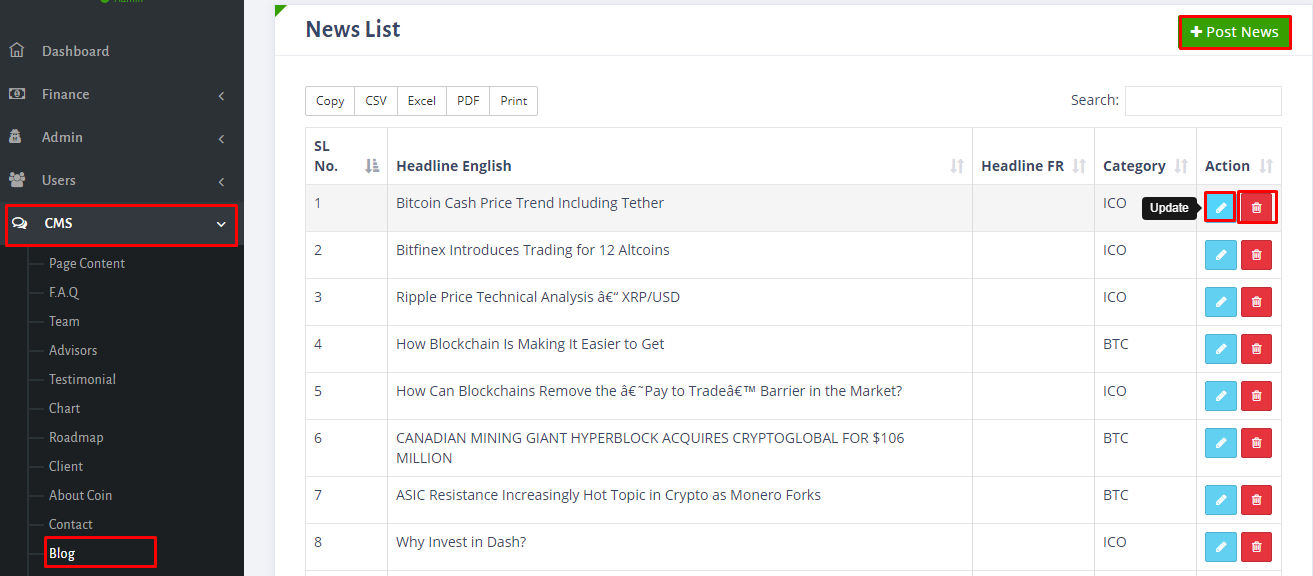 Admin
Dashboard
Finance
Admin
Users
CMS
Page Content
F.A.Q
Team
Advisors
Testimonial
Chart
Roadmap
Client
About Coin
Contact
Blog
News List
Post News
Copy CSV Excel PDF Print
Search:
SL No. Headline English Headline FR Category Action
1 Bitcoin Cash Price Trend Including Tether ICO Update
2 Bitfinex Introduces Trading for 12 Altcoins ICO
3 Ripple Price Technical Analysis â€“ XRP/USD ICO
4 How Blockchain Is Making It Easier to Get BTC
5 How Can Blockchains Remove the â€˜Pay to Tradeâ€™ Barrier in the Market? ICO
6 CANADIAN MINING GIANT HYPERBLOCK ACQUIRES CRYPTOGLOBAL FOR $106 BTC
MILLION
7 ASIC Resistance Increasingly Hot Topic in Crypto as Monero Forks BTC
8 Why Invest in Dash? ICO